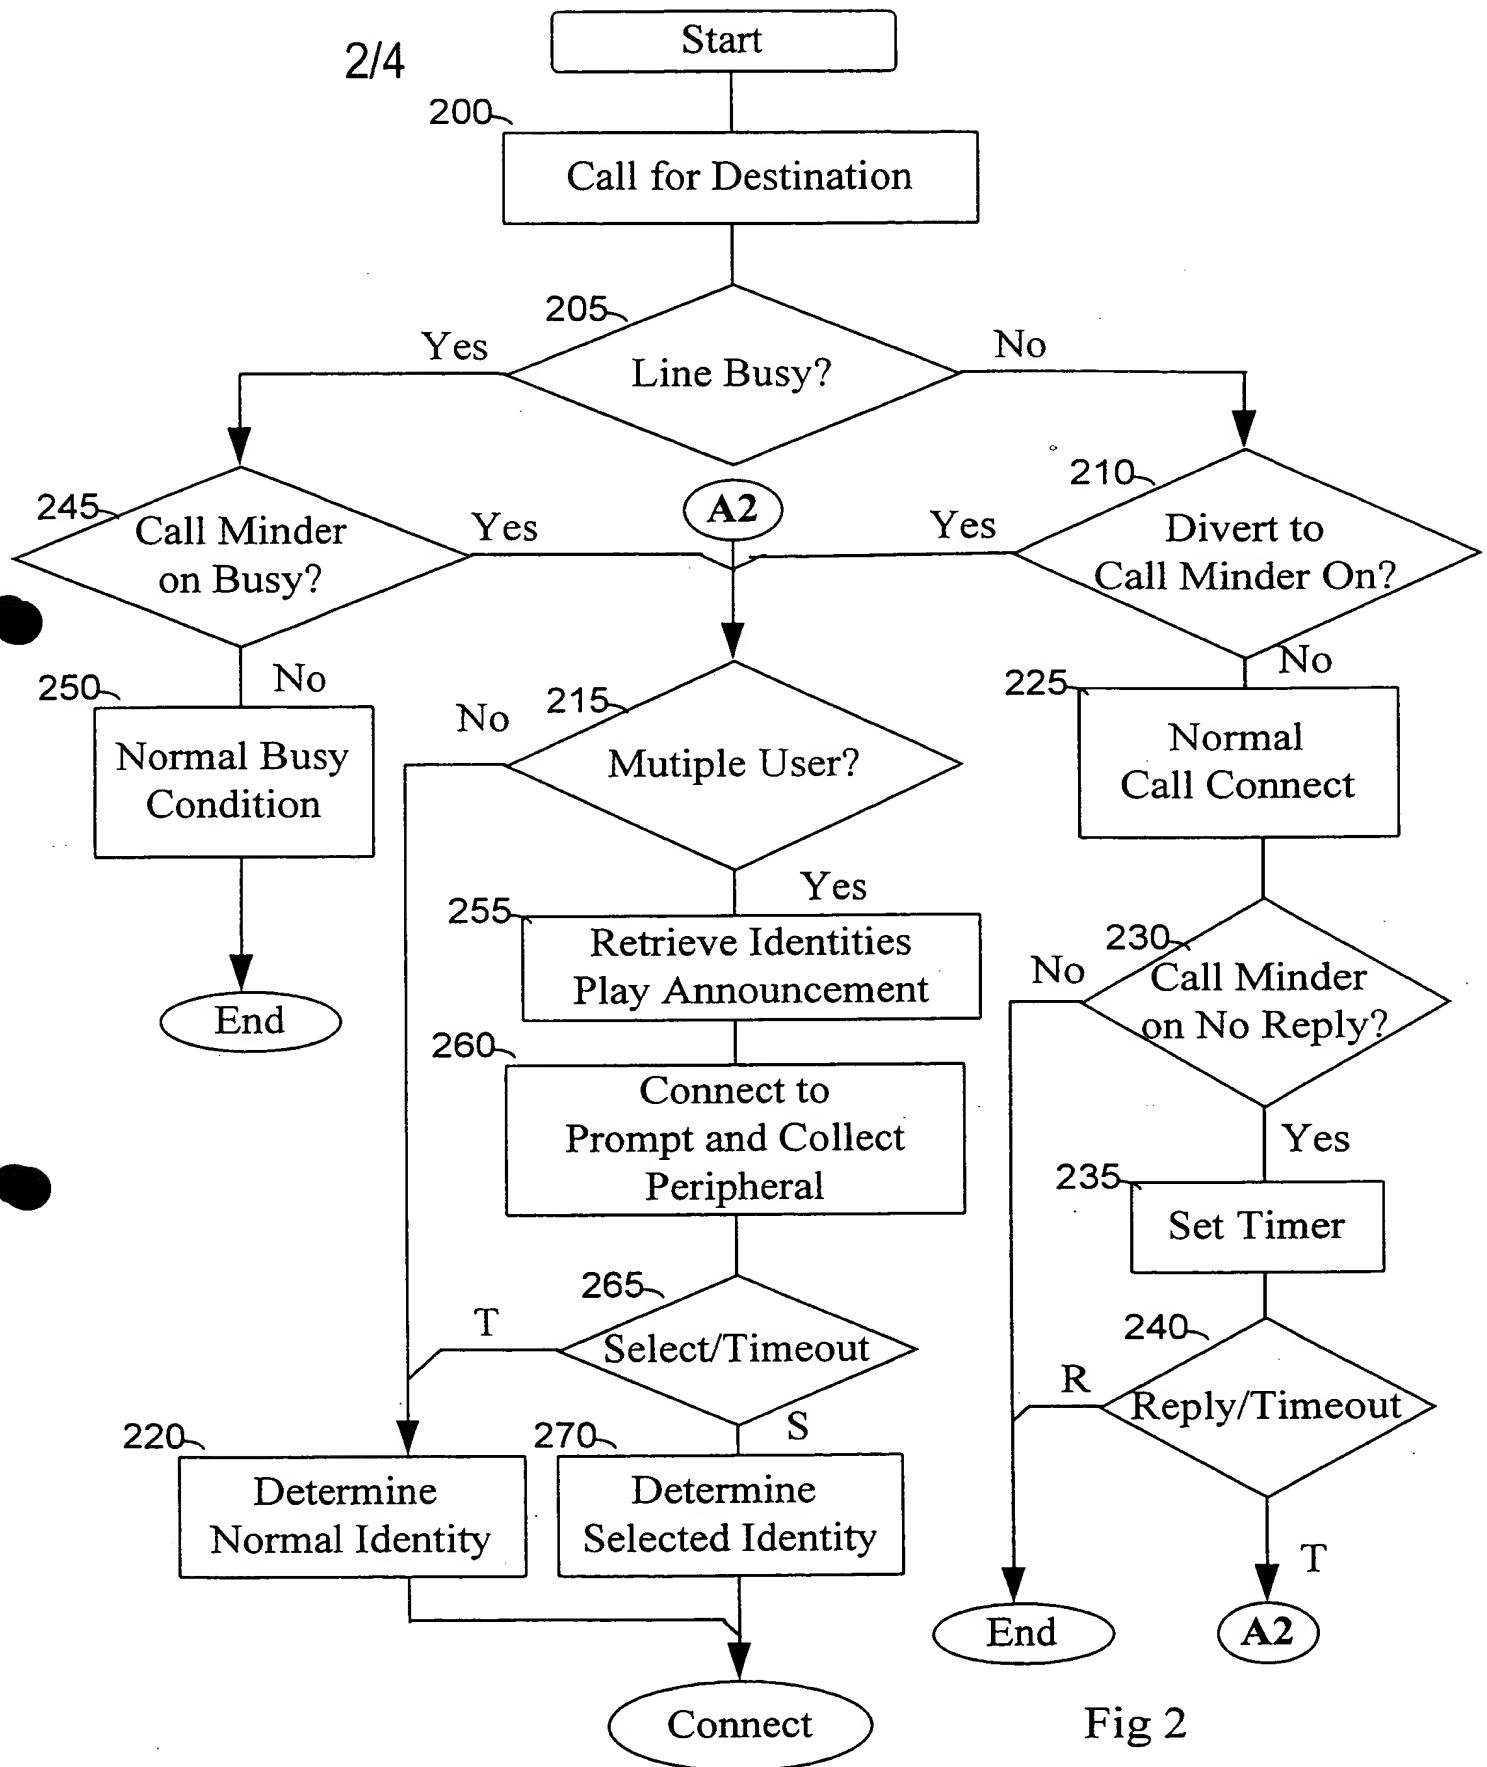 2/4
Start
200
Call for Destination
205
Yes
Line Busy?
No
245
Call Minder
on Busy?
Yes
A2
Yes
210
Divert to
Call Minder On?
No
250
Normal Busy
Condition
End
No
215
Mutiple User?
No
225
Normal
Call Connect
Yes
255
Retrieve Identities
Play Announcement
230
No
Call Minder
on No Reply?
260
Connect to
Prompt and Collect
Peripheral
Yes
235
Set Timer
265
T
Select/Timeout
S
240
R
Reply/Timeout
220
Determine
Normal Identity
270
Determine
Selected Identity
T
End
A2
Connect
Fig 2